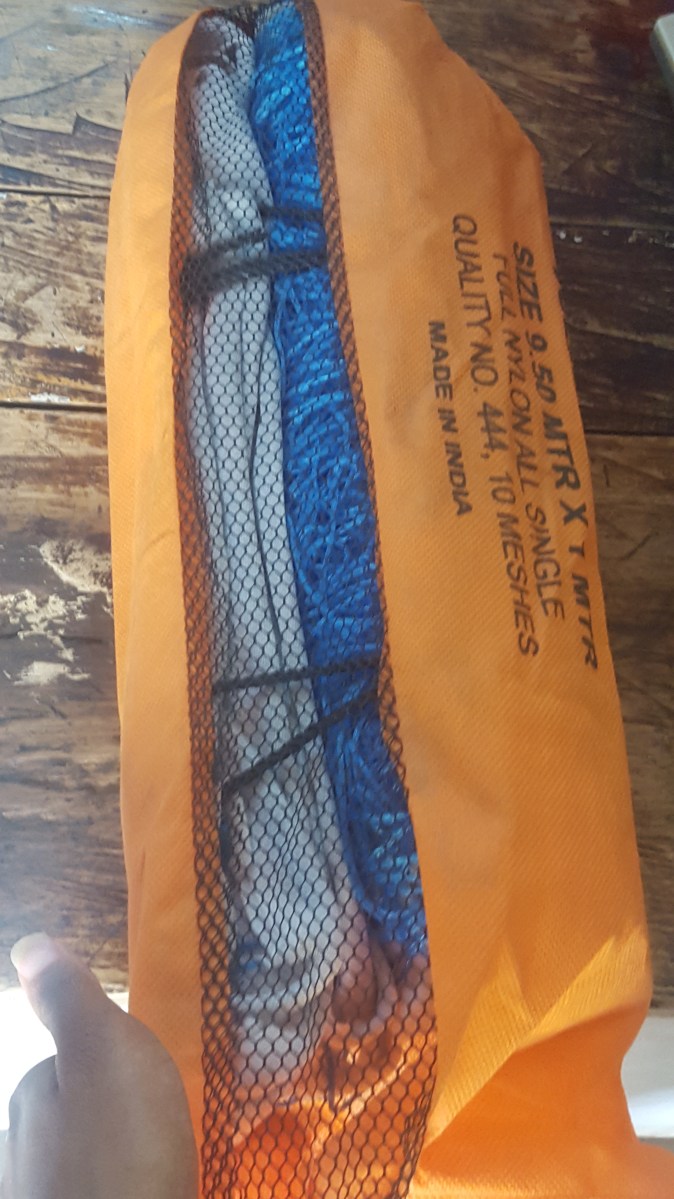 SIZE 9.50 MTR X 1 MTR
FULL NYLON ALL SINGLE
QUALITY NO. 444, 10 MESHES
MADE IN INDIA